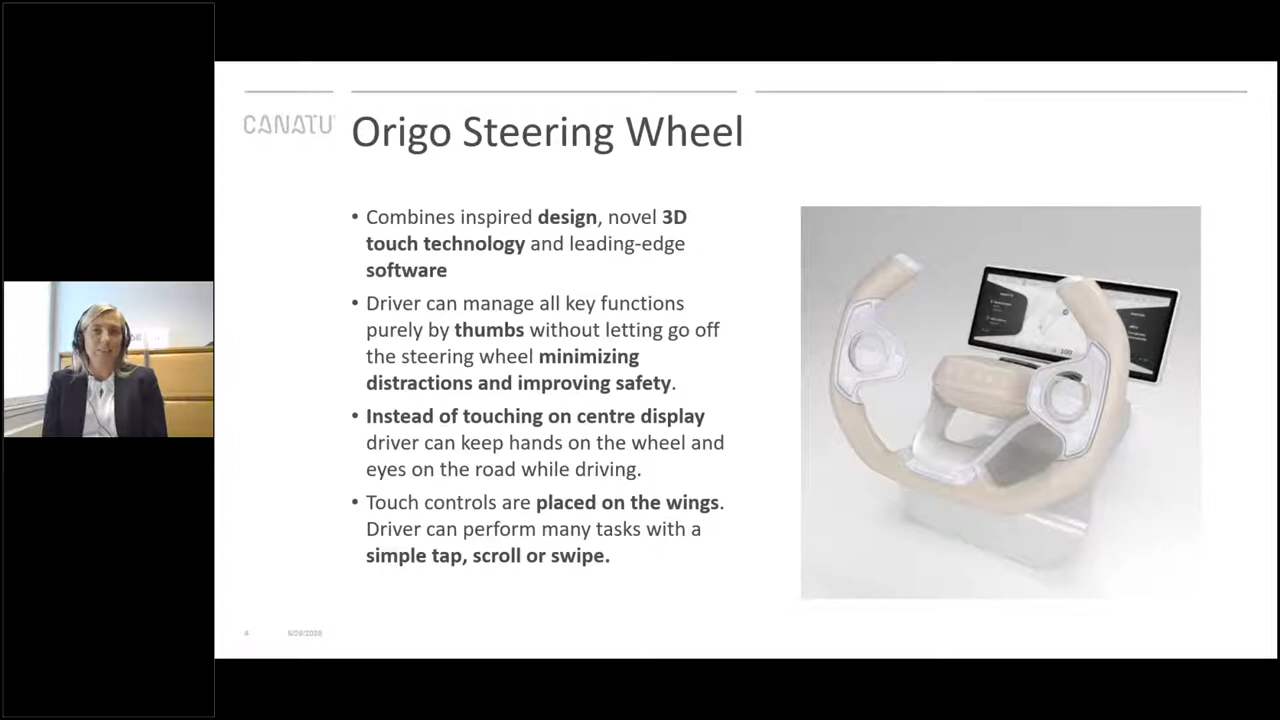 CANATU
Origo Steering Wheel
• Combines inspired design, novel 3D
touch technology and leading-edge
software
• Driver can manage all key functions
purely by thumbs without letting go off
the steering wheel minimizing
distractions and improving safety.
• Instead of touching on centre display
driver can keep hands on the wheel and
eyes on the road while driving.
• Touch controls are placed on the wings.
Driver can perform many tasks with a
simple tap, scroll or swipe.
100
4